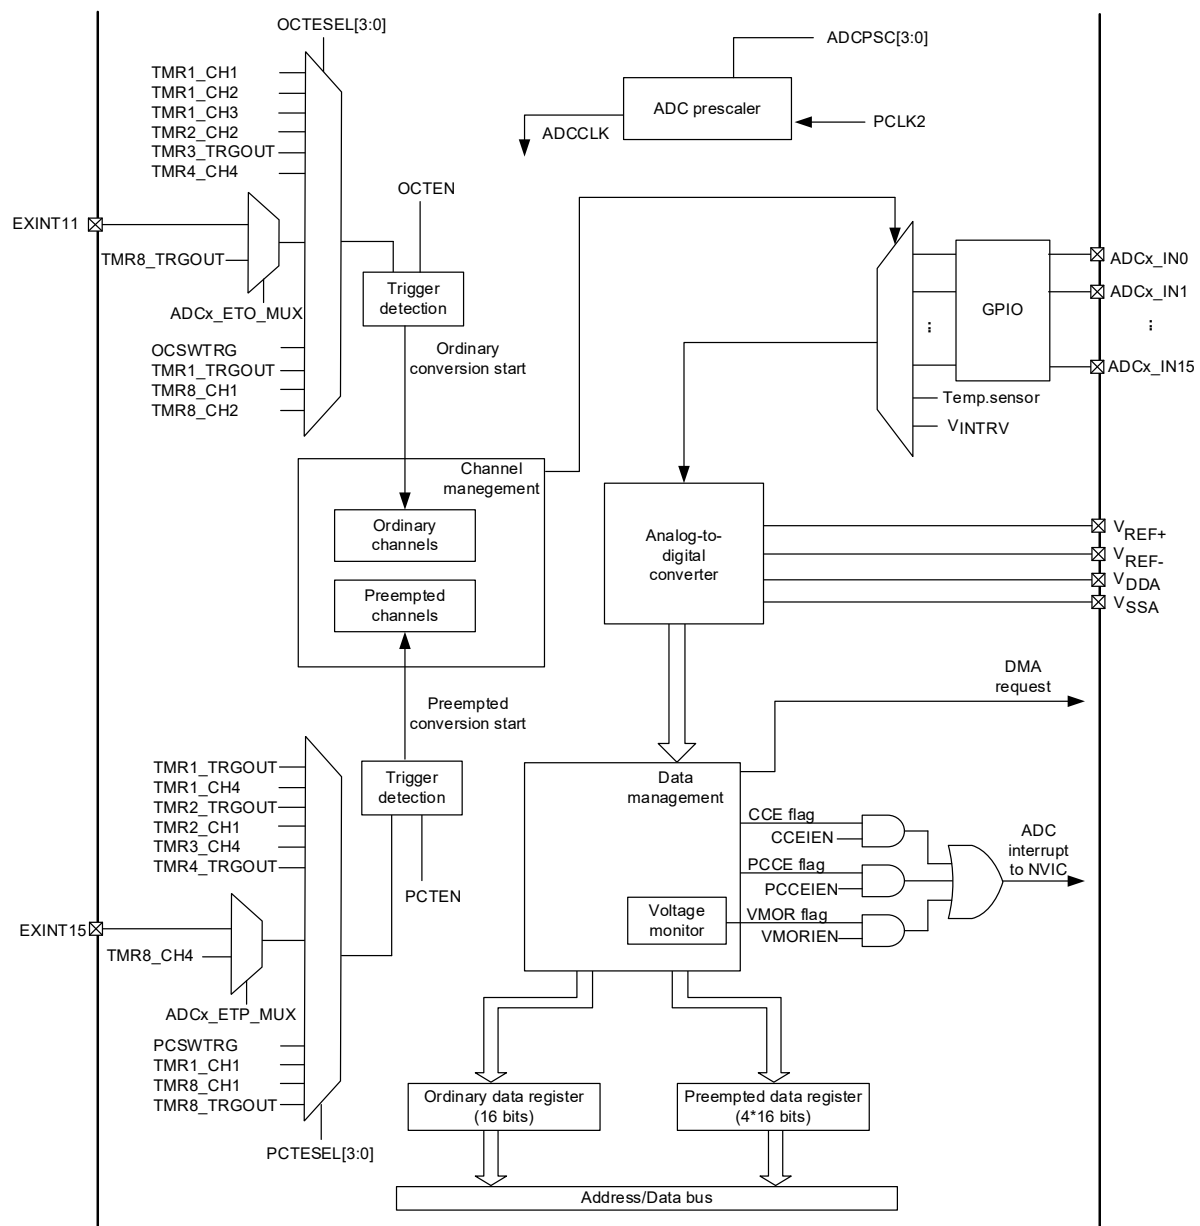 OCTESEL[3:0]
TMR1_CH1
TMR1_CH2
TMR1_CH3
TMR2_CH2
TMR3_TRGOUT
TMR4_CH4
EXINT11
TMR8_TRGOUT
ADCx_ETO_MUX
OCSWTRG
TMR1_TRGOUT
TMR8_CH1
TMR8_CH2
OCTEN
Trigger
detection
Ordinary
conversion start
ADCPSC[3:0]
ADC prescaler
ADCCLK
PCLK2
GPIO
ADCx_IN0
ADCx_IN1
...
...
ADCx_IN15
Temp.sensor
VINTRV
Channel
manegement
Ordinary
channels
Preempted
channels
Analog-to-
digital
converter
VREF+
VREF-
VDDA
VSSA
Preempted
conversion start
DMA
request
TMR1_TRGOUT
TMR1_CH4
TMR2_TRGOUT
TMR2_CH1
TMR3_CH4
TMR4_TRGOUT
Trigger
detection
PCTEN
EXINT15
TMR8_CH4
ADCx_ETP_MUX
PCSWTRG
TMR1_CH1
TMR8_CH1
TMR8_TRGOUT
PCTESEL[3:0]
Data
management
CCE flag
CCEIEN
PCCE flag
PCCEIEN
Voltage
monitor
VMOR flag
VMORIEN
ADC
interrupt
to NVIC
Ordinary data register
(16 bits)
Preempted data register
(4*16 bits)
Address/Data bus